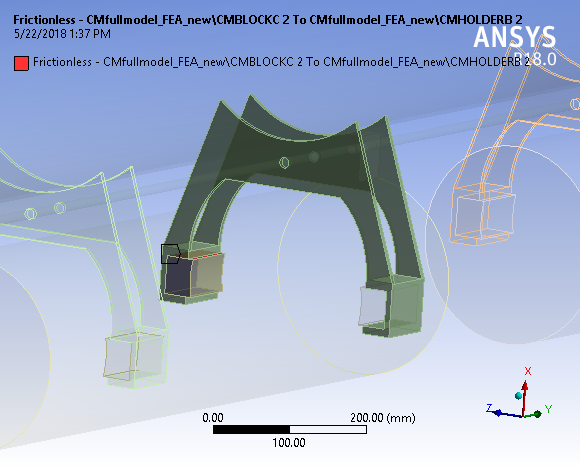 Frictionless - CMfullmodel_FEA_new\CMBLOCKC 2 To CMfullmodel_FEA_new\CMHOLDERB 2
5/22/2018 1:37 PM
ANSYS
R18.0
Frictionless - CMfullmodel_FEA_new\CMBLOCKC 2 To CMfullmodel_FEA_new\CMHOLDERB 2
X
Z
Y
0.00
200.00 (mm)
100.00